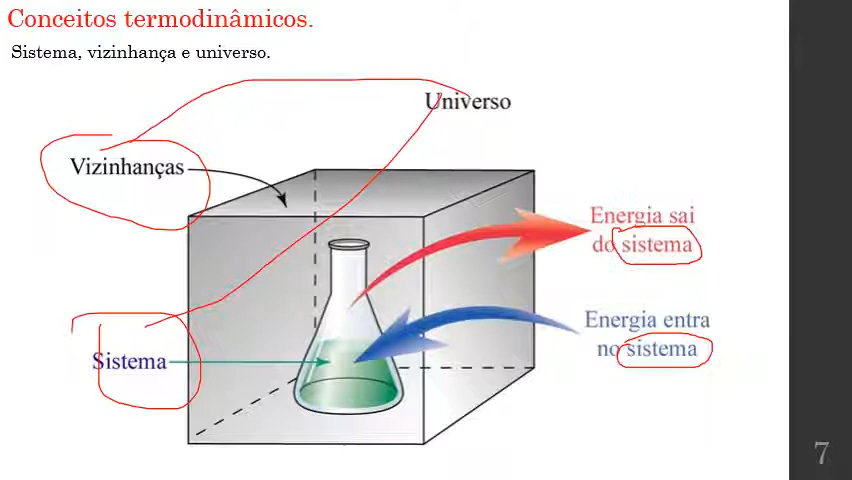 Conceitos termodinâmicos.
Sistema, vizinhança e universo.
Universo
Vizinhanças
Energia sai
do sistema
Energia entra
no sistema
Sistema
7